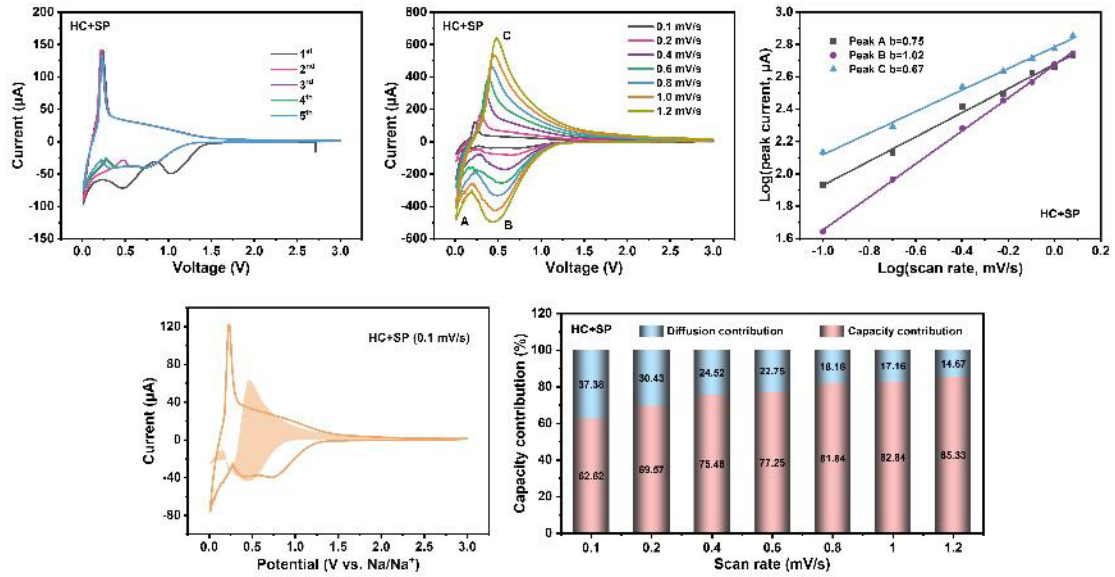 HC+SP
1st
2nd
3rd
4th
5th
150
100
50
0
-50
-100
-150
Current (µA)
0.0 0.5 1.0 1.5 2.0 2.5 3.0
Voltage (V)
HC+SP
C
A
B
0.1 mV/s
0.2 mV/s
0.4 mV/s
0.6 mV/s
0.8 mV/s
1.0 mV/s
1.2 mV/s
800
600
400
200
0
-200
-400
-600
Current (µA)
0.0 0.5 1.0 1.5 2.0 2.5 3.0
Voltage (V)
Peak A b=0.75
Peak B b=1.02
Peak C b=0.67
HC+SP
3.0
2.8
2.6
2.4
2.2
2.0
1.8
1.6
Log(peak current, µA)
-1.0 -0.8 -0.6 -0.4 -0.2 0.0 0.2
Log(scan rate, mV/s)
HC+SP (0.1 mV/s)
120
80
40
0
-40
-80
Current (µA)
0.0 0.5 1.0 1.5 2.0 2.5 3.0
Potential (V vs. Na/Na+)
HC+SP
Diffusion contribution
Capacity contribution
120
100
80
60
40
20
0
Capacity contribution (%)
37.38 30.43 24.52 22.75 18.16 17.16 14.67
62.62 69.57 75.48 77.25 81.84 82.84 85.33
0.1 0.2 0.4 0.6 0.8 1 1.2
Scan rate (mV/s)